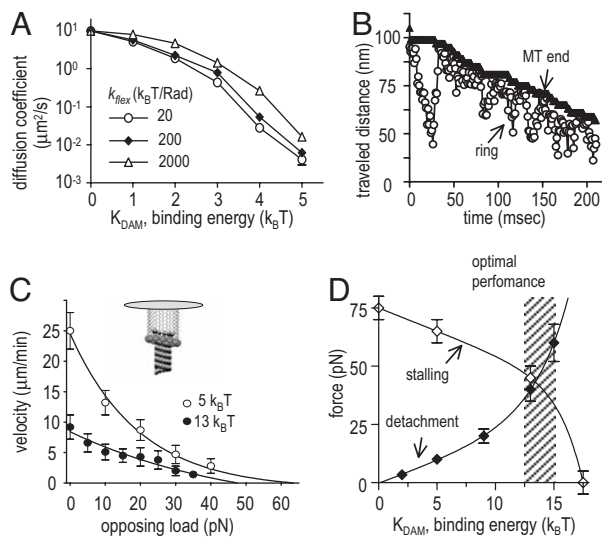 A
diffusion coefficient (μm²/s)
10¹
10⁰
10⁻¹
10⁻²
10⁻³
k_flex (k_BT/Rad)
20
200
2000
0 1 2 3 4 5
K_DAM, binding energy (k_BT)
B
traveled distance (nm)
100
75
50
25
0
MT end
ring
0 50 100 150 200
time (msec)
C
velocity (μm/min)
25
20
15
10
5
0
5 k_BT
13 k_BT
0 10 20 30 40 50 60
opposing load (pN)
optimal perfomance
D
force (pN)
75
50
25
0
stalling
detachment
0 5 10 15
K_DAM, binding energy (k_BT)